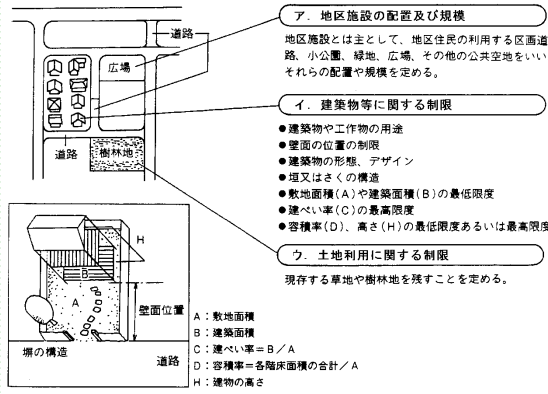 道路
広場
道路
樹林地
ア．地区施設の配置及び規模
地区施設とは主として、地区住民の利用する区画道
路、小公園、緑地、広場、その他の公共空地をいい
それらの配置や規模を定める。
イ．建築物等に関する制限
●建築物や工作物の用途
●壁面の位置の制限
●建築物の形態、デザイン
●垣又はさくの構造
●敷地面積(A)や建築面積(B)の最低限度
●建ぺい率(C)の最高限度
●容積率(D)、高さ(H)の最低限度あるいは最高限度
ウ．土地利用に関する制限
現存する草地や樹林地を残すことを定める。
H
B
A
壁面位置
塀の構造
道路
A：敷地面積
B：建築面積
C：建ぺい率＝B／A
D：容積率＝各階床面積の合計／A
H：建物の高さ